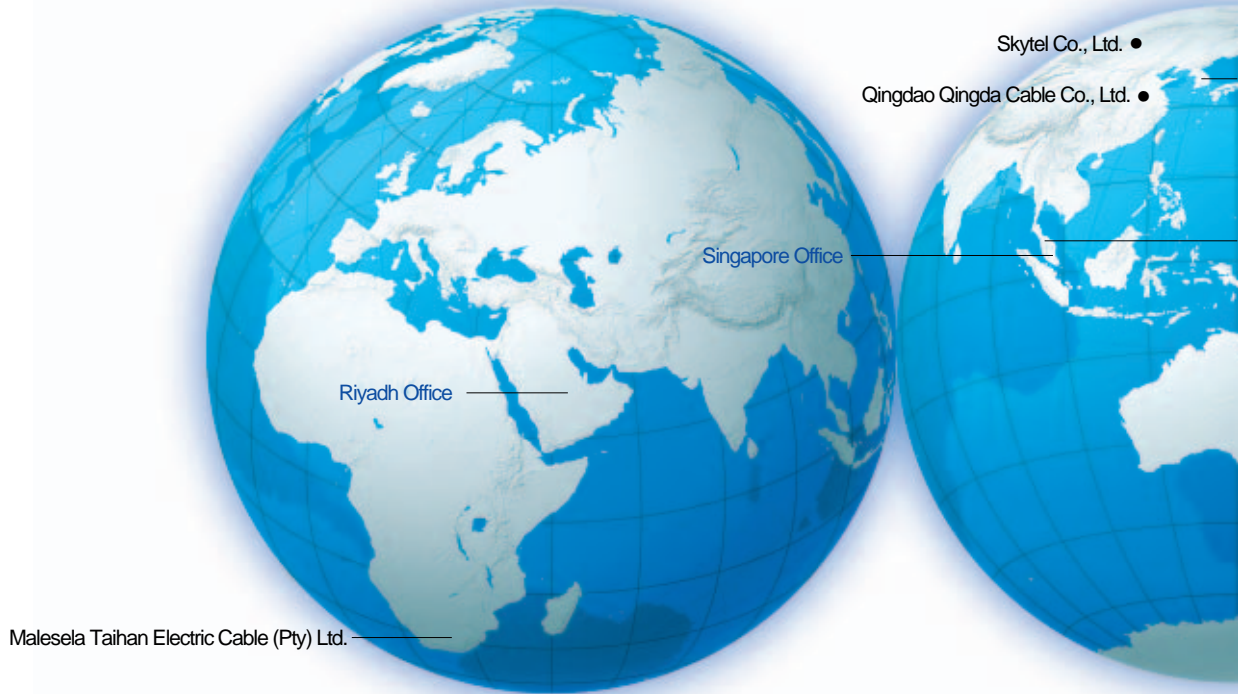 Skytel Co., Ltd.
Qingdao Qingda Cable Co., Ltd.
Singapore Office
Riyadh Office
Malesela Taihan Electric Cable (Pty) Ltd.